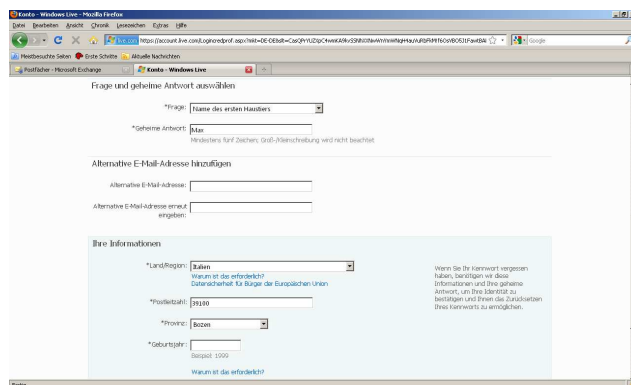 Konto - Windows Live - Mozilla Firefox
Datei Bearbeiten Ansicht Chronik Lesezeichen Extras Hilfe
live.com Google
Meistbesuchte Seiten Erste Schritte Aktuelle Nachrichten
Postfächer - Microsoft Exchange Konto - Windows Live
Frage und geheime Antwort auswählen
*Frage: Name des ersten Haustiers
*Geheime Antwort: Max
Mindestens fünf Zeichen; Groß-/Kleinschreibung wird nicht beachtet
Alternative E-Mail-Adresse hinzufügen
Alternative E-Mail-Adresse:
Alternative E-Mail-Adresse erneut
eingeben:
Ihre Informationen
*Land/Region: Italien
Warum ist das erforderlich?
Datensicherheit für Bürger der Europäischen Union
*Postleitzahl: 39100
*Provinz: Bozen
*Geburtsjahr:
Beispiel: 1999
Warum ist das erforderlich?
Wenn Sie Ihr Kennwort vergessen
haben, benötigen wir diese
Informationen und Ihre geheime
Antwort, um Ihre Identität zu
bestätigen und Ihnen das Zurücksetzen
Ihres Kennworts zu ermöglichen.